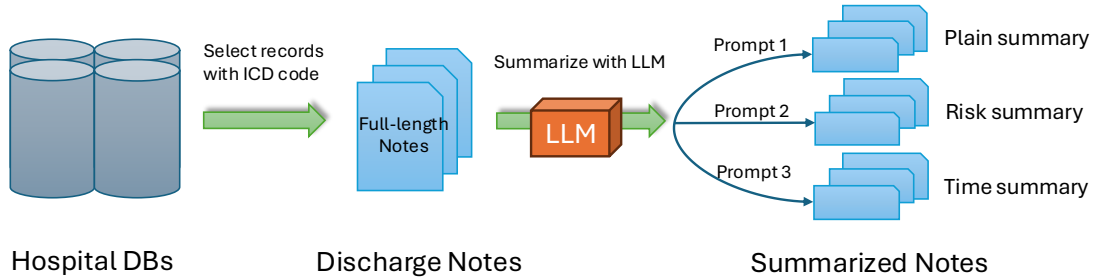 Select records
with ICD code
Full-length
Notes
Summarize with LLM
LLM
Prompt 1
Plain summary
Prompt 2
Risk summary
Prompt 3
Time summary
Hospital DBs
Discharge Notes
Summarized Notes